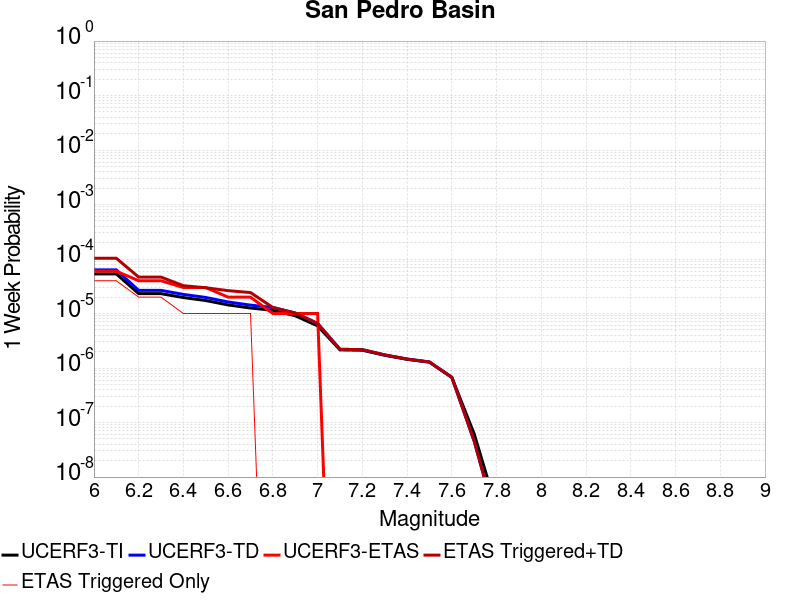 San Pedro Basin
10^0
10^-1
10^-2
10^-3
10^-4
10^-5
10^-6
10^-7
10^-8
1 Week Probability
6 6.2 6.4 6.6 6.8 7 7.2 7.4 7.6 7.8 8 8.2 8.4 8.6 8.8 9
Magnitude
UCERF3-TI UCERF3-TD UCERF3-ETAS ETAS Triggered+TD
ETAS Triggered Only